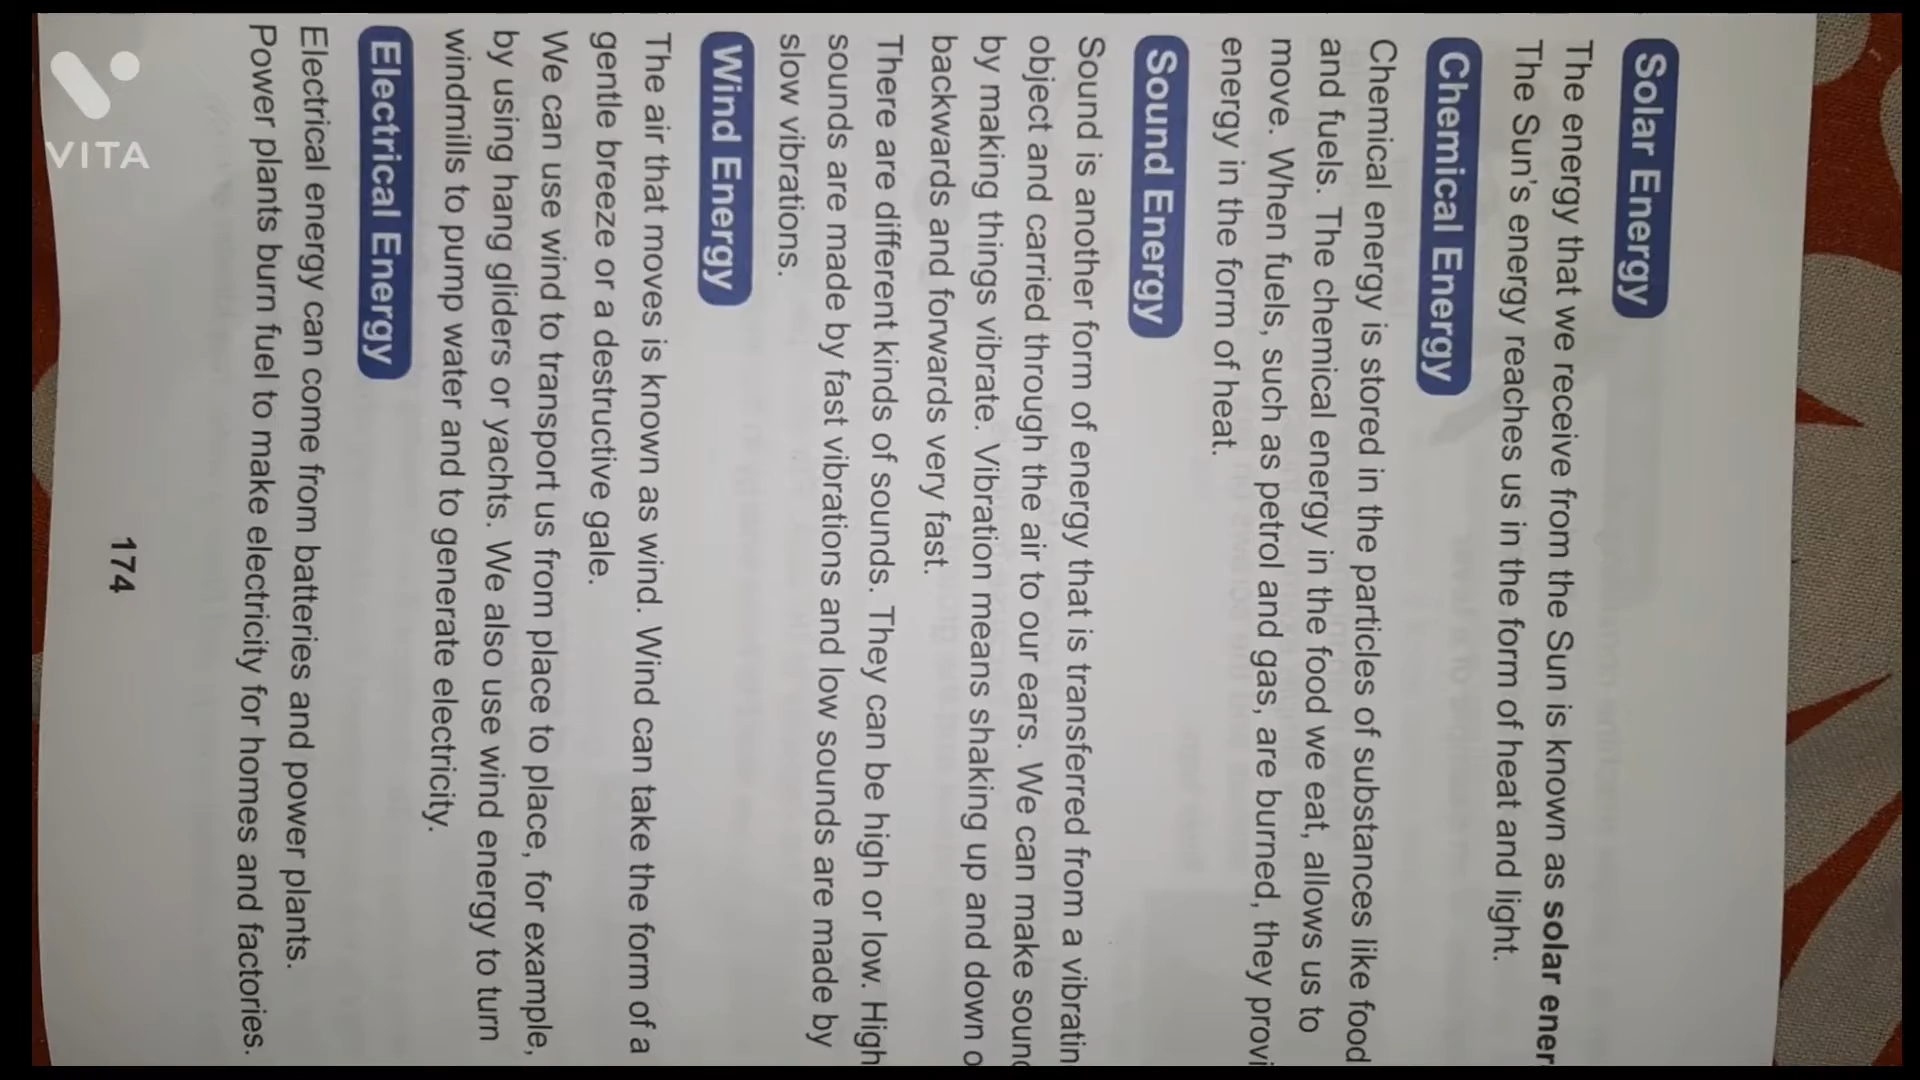 Solar Energy
The energy that we receive from the Sun is known as solar ener
The Sun's energy reaches us in the form of heat and light.
Chemical Energy
Chemical energy is stored in the particles of substances like food
and fuels. The chemical energy in the food we eat, allows us to
move. When fuels, such as petrol and gas, are burned, they provi
energy in the form of heat.
Sound Energy
Sound is another form of energy that is transferred from a vibratin
object and carried through the air to our ears. We can make sound
by making things vibrate. Vibration means shaking up and down o
backwards and forwards very fast.
There are different kinds of sounds. They can be high or low. High
sounds are made by fast vibrations and low sounds are made by
slow vibrations.
Wind Energy
The air that moves is known as wind. Wind can take the form of a
gentle breeze or a destructive gale.
We can use wind to transport us from place to place, for example,
by using hang gliders or yachts. We also use wind energy to turn
windmills to pump water and to generate electricity.
Electrical Energy
Electrical energy can come from batteries and power plants.
Power plants burn fuel to make electricity for homes and factories.
174
VITA